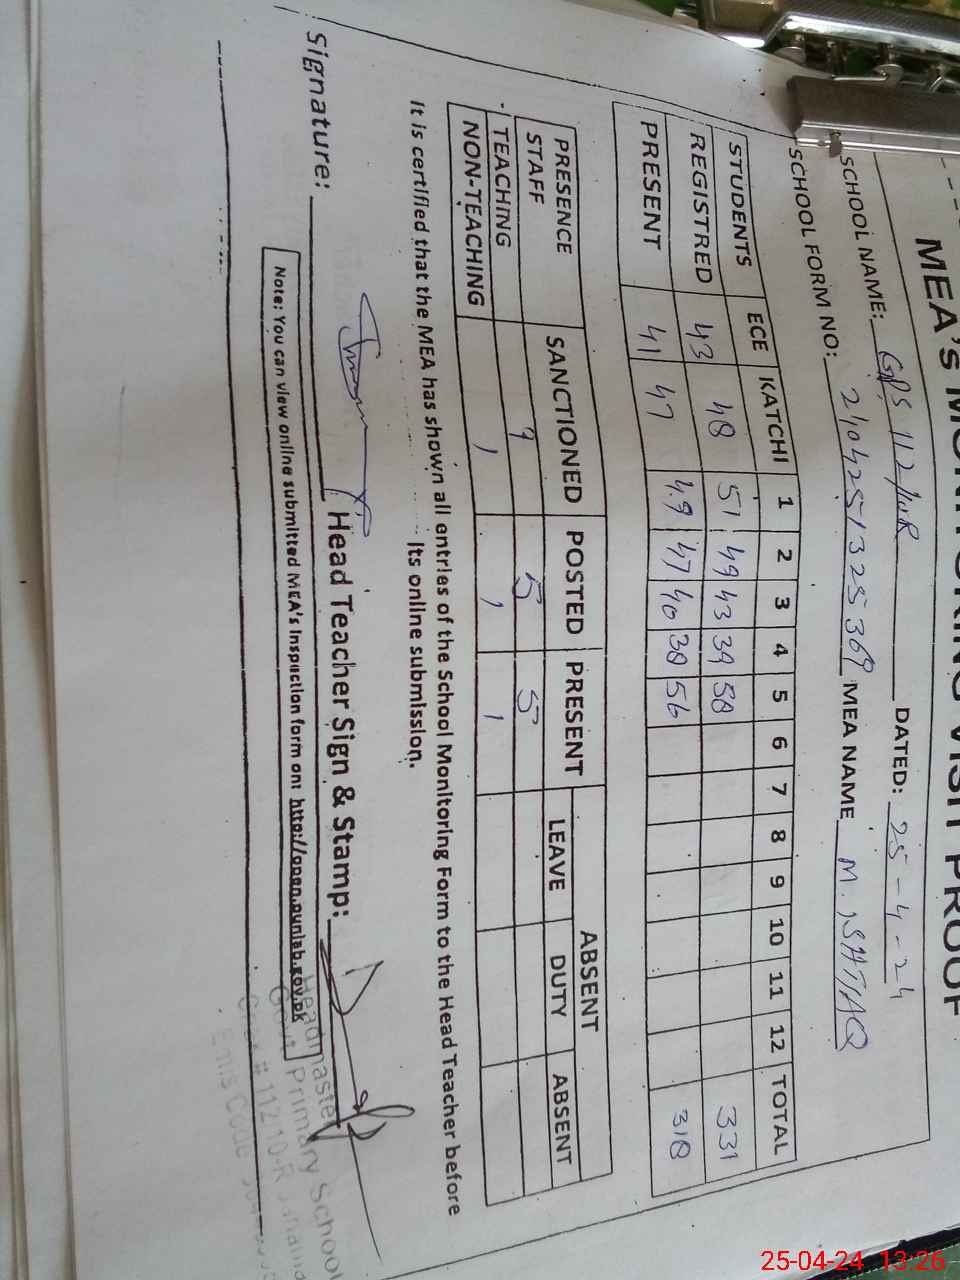 MEA's MONITORING VISIT PROOF
SCHOOL NAME: GPS 112/10R DATED: 25-4-24
SCHOOL FORM NO: 2104251325369 MEA NAME M. ISHTIAQ
STUDENTS ECE KATCHI 1 2 3 4 5 6 7 8 9 10 11 12 TOTAL
REGISTRED 43 48 51 49 43 39 58 331
PRESENT 41 47 49 47 40 38 56 318
PRESENCE STAFF SANCTIONED POSTED PRESENT ABSENT
LEAVE DUTY ABSENT
TEACHING 9 5 5
NON-TEACHING 1 1 1
It is certified that the MEA has shown all entries of the School Monitoring Form to the Head Teacher before
its online submission.
Signature: Head Teacher Sign & Stamp:
Headmaster
Govt Primary School
112 10-R
EMIS Code
Note: You can view online submitted MEA's inspection form on: http://open.punjab.gov.pk
25-04-24 13:26